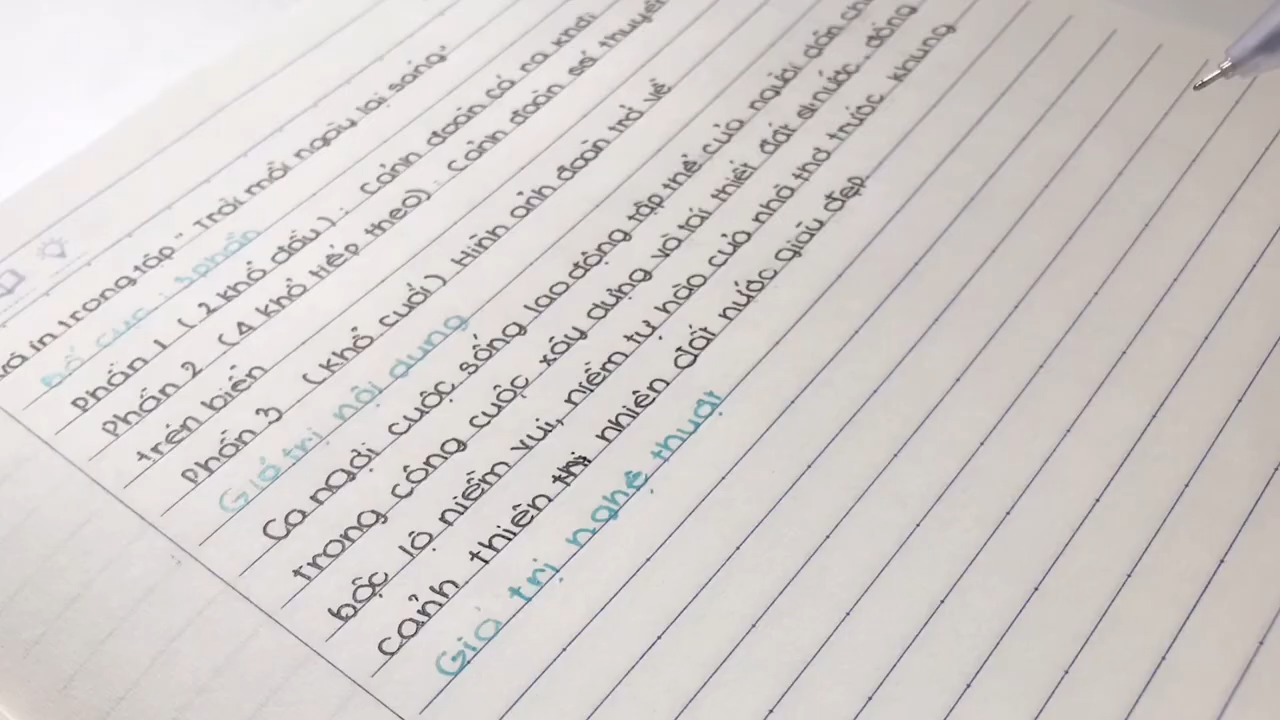 và in trong tập " Trời mỗi ngày lại sáng"
Bố cục : 3 phần
Phần 1 ( 2 khổ đầu ) : Cảnh đoàn cá ra khơi
Phần 2 (4 khổ tiếp theo) : Cảnh đoàn số thuyền
trên biển
Phần 3 (khổ cuối) Hình ảnh đoàn trở về
Giá trị nội dung
Ca ngợi cuộc sống lao động tập thể của người dân
trong công cuộc xây dựng và tái thiết đất đnước, đồng
bộc lộ niềm vui, niềm tự hào của nhà thơ trước khung
cảnh thiên nhiên đất nước giàu đẹp
Giá trị nghệ thuật